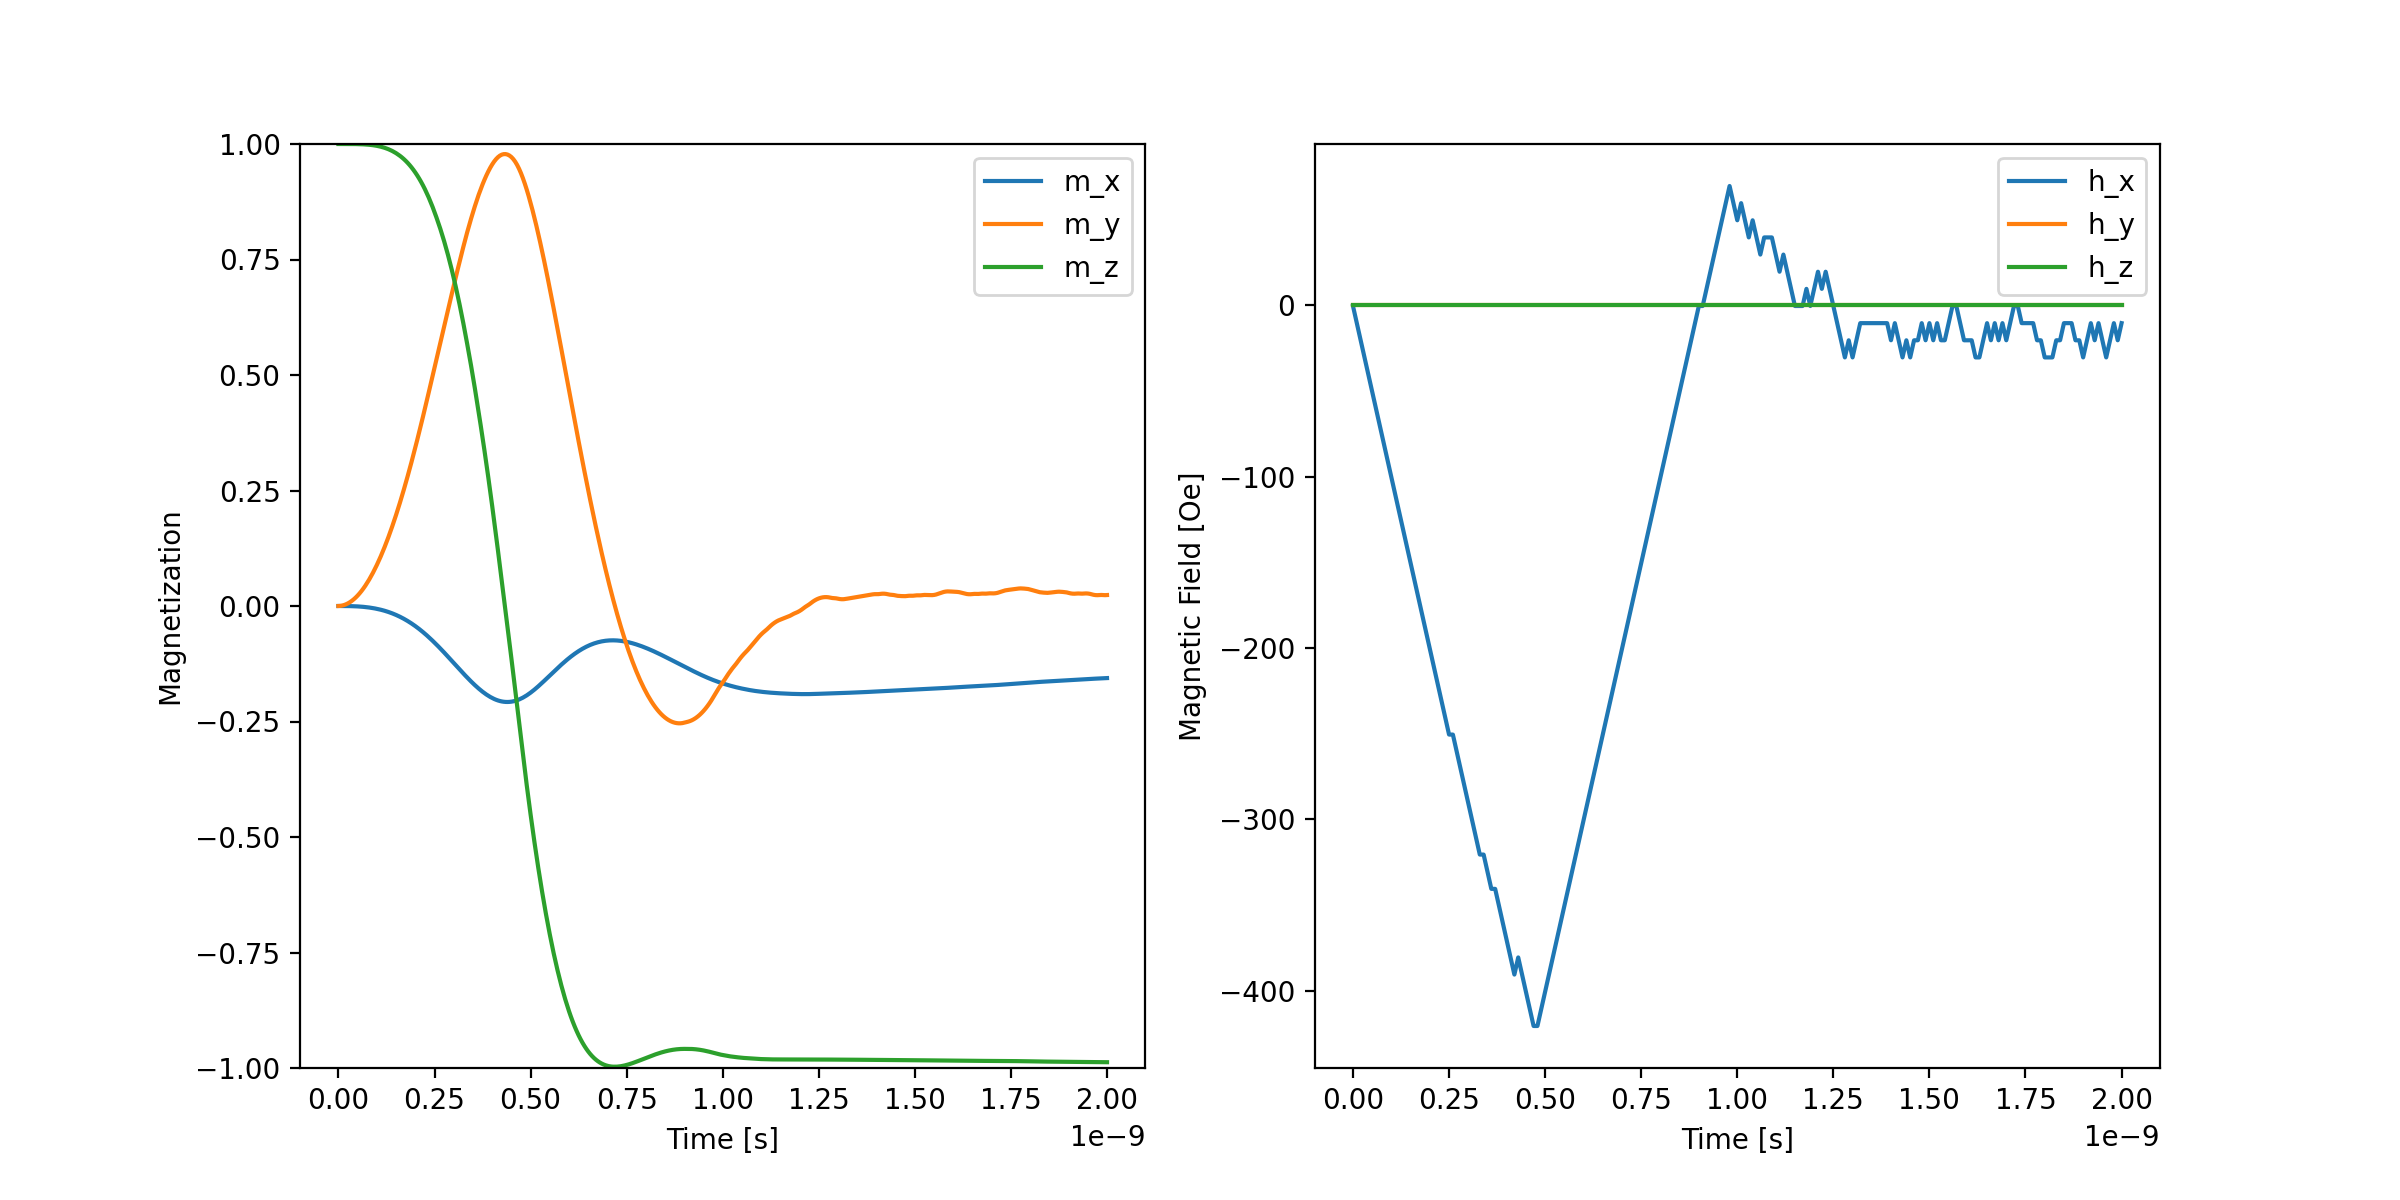 1.00
0.75
0.50
0.25
0.00
−0.25
−0.50
−0.75
−1.00
Magnetization
0.00 0.25 0.50 0.75 1.00 1.25 1.50 1.75 2.00
Time [s]
1e−9
m_x
m_y
m_z
0
−100
−200
−300
−400
Magnetic Field [Oe]
0.00 0.25 0.50 0.75 1.00 1.25 1.50 1.75 2.00
Time [s]
1e−9
h_x
h_y
h_z